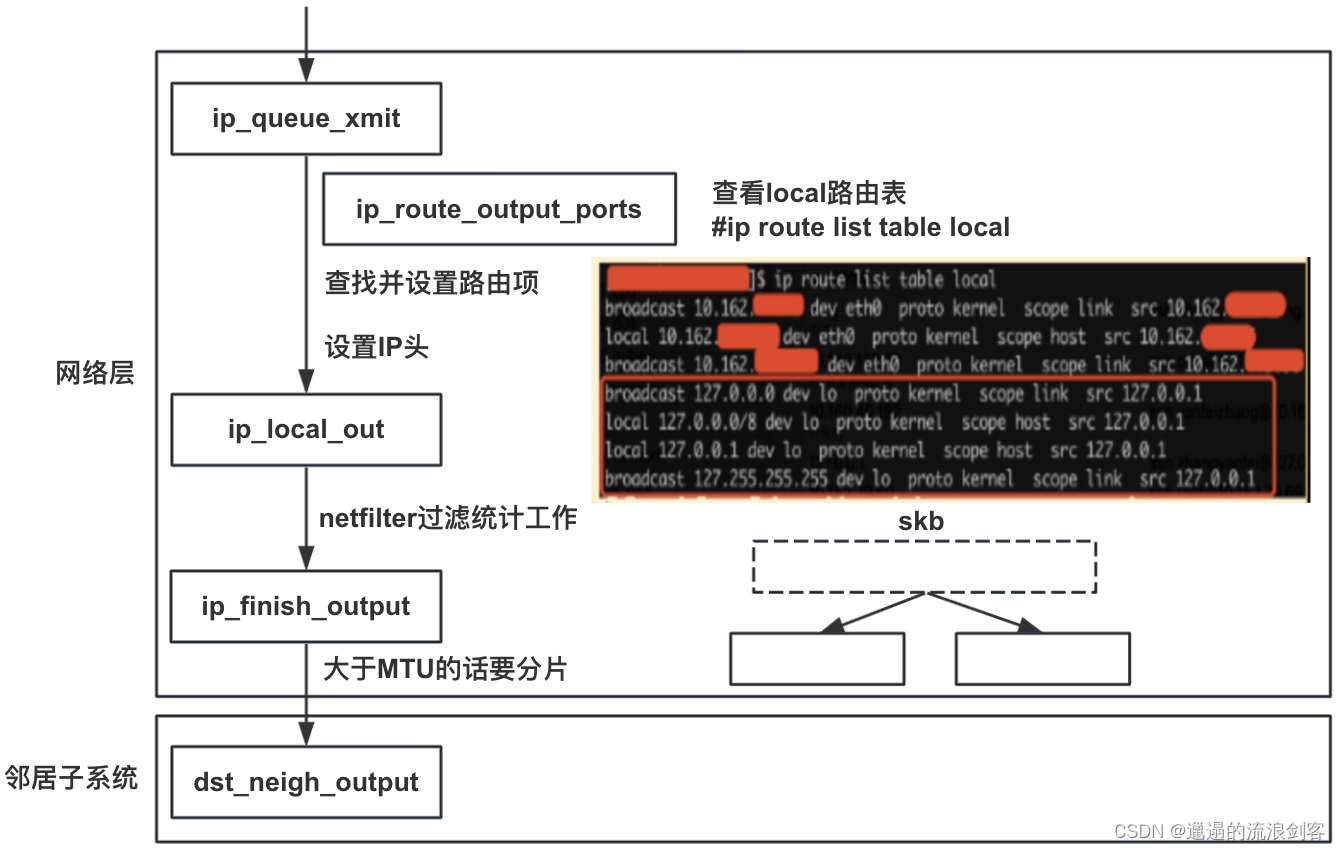 ip_queue_xmit
ip_route_output_ports
查看local路由表
#ip route list table local
查找并设置路由项
设置IP头
]$ ip route list table local
broadcast 10.162. dev eth0 proto kernel scope link src 10.162.
local 10.162. dev eth0 proto kernel scope host src 10.162.
broadcast 10.162. dev eth0 proto kernel scope link src 10.162.
broadcast 127.0.0.0 dev lo proto kernel scope link src 127.0.0.1
local 127.0.0.0/8 dev lo proto kernel scope host src 127.0.0.1
local 127.0.0.1 dev lo proto kernel scope host src 127.0.0.1
broadcast 127.255.255.255 dev lo proto kernel scope link src 127.0.0.1
网络层
ip_local_out
netfilter过滤统计工作
skb
ip_finish_output
大于MTU的话要分片
邻居子系统
dst_neigh_output
CSDN @邋遢的流浪剑客